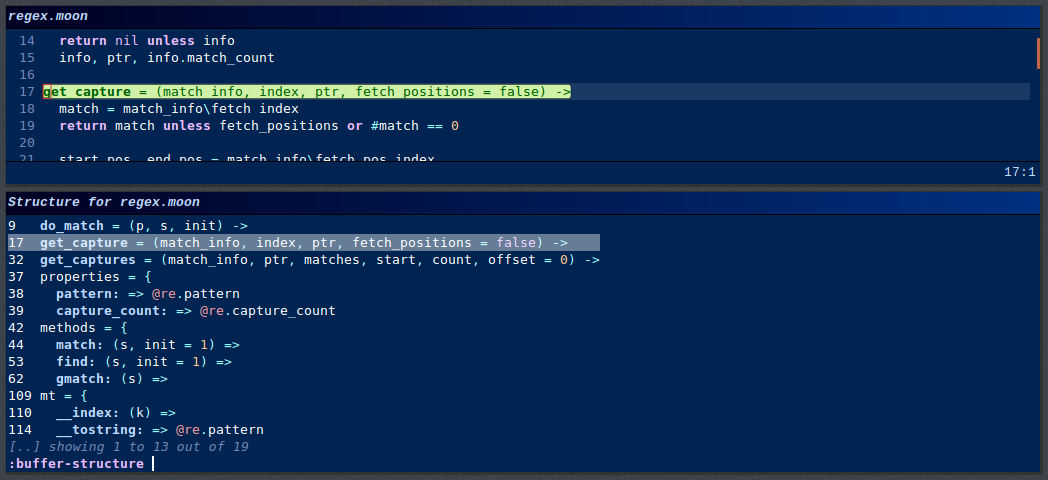 regex.moon
14   return nil unless info
15   info, ptr, info.match_count
16
17 get_capture = (match_info, index, ptr, fetch_positions = false) ->
18   match = match_info\fetch index
19   return match unless fetch_positions or #match == 0
20
21   start_pos, end_pos = match_info\fetch_pos index
17:1
Structure for regex.moon
9   do_match = (p, s, init) ->
17  get_capture = (match_info, index, ptr, fetch_positions = false) ->
32  get_captures = (match_info, ptr, matches, start, count, offset = 0) ->
37  properties = {
38    pattern: => @re.pattern
39    capture_count: => @re.capture_count
42  methods = {
44    match: (s, init = 1) =>
53    find: (s, init = 1) =>
62    gmatch: (s) =>
109 mt = {
110   __index: (k) =>
114   __tostring: => @re.pattern
[..] showing 1 to 13 out of 19
:buffer-structure